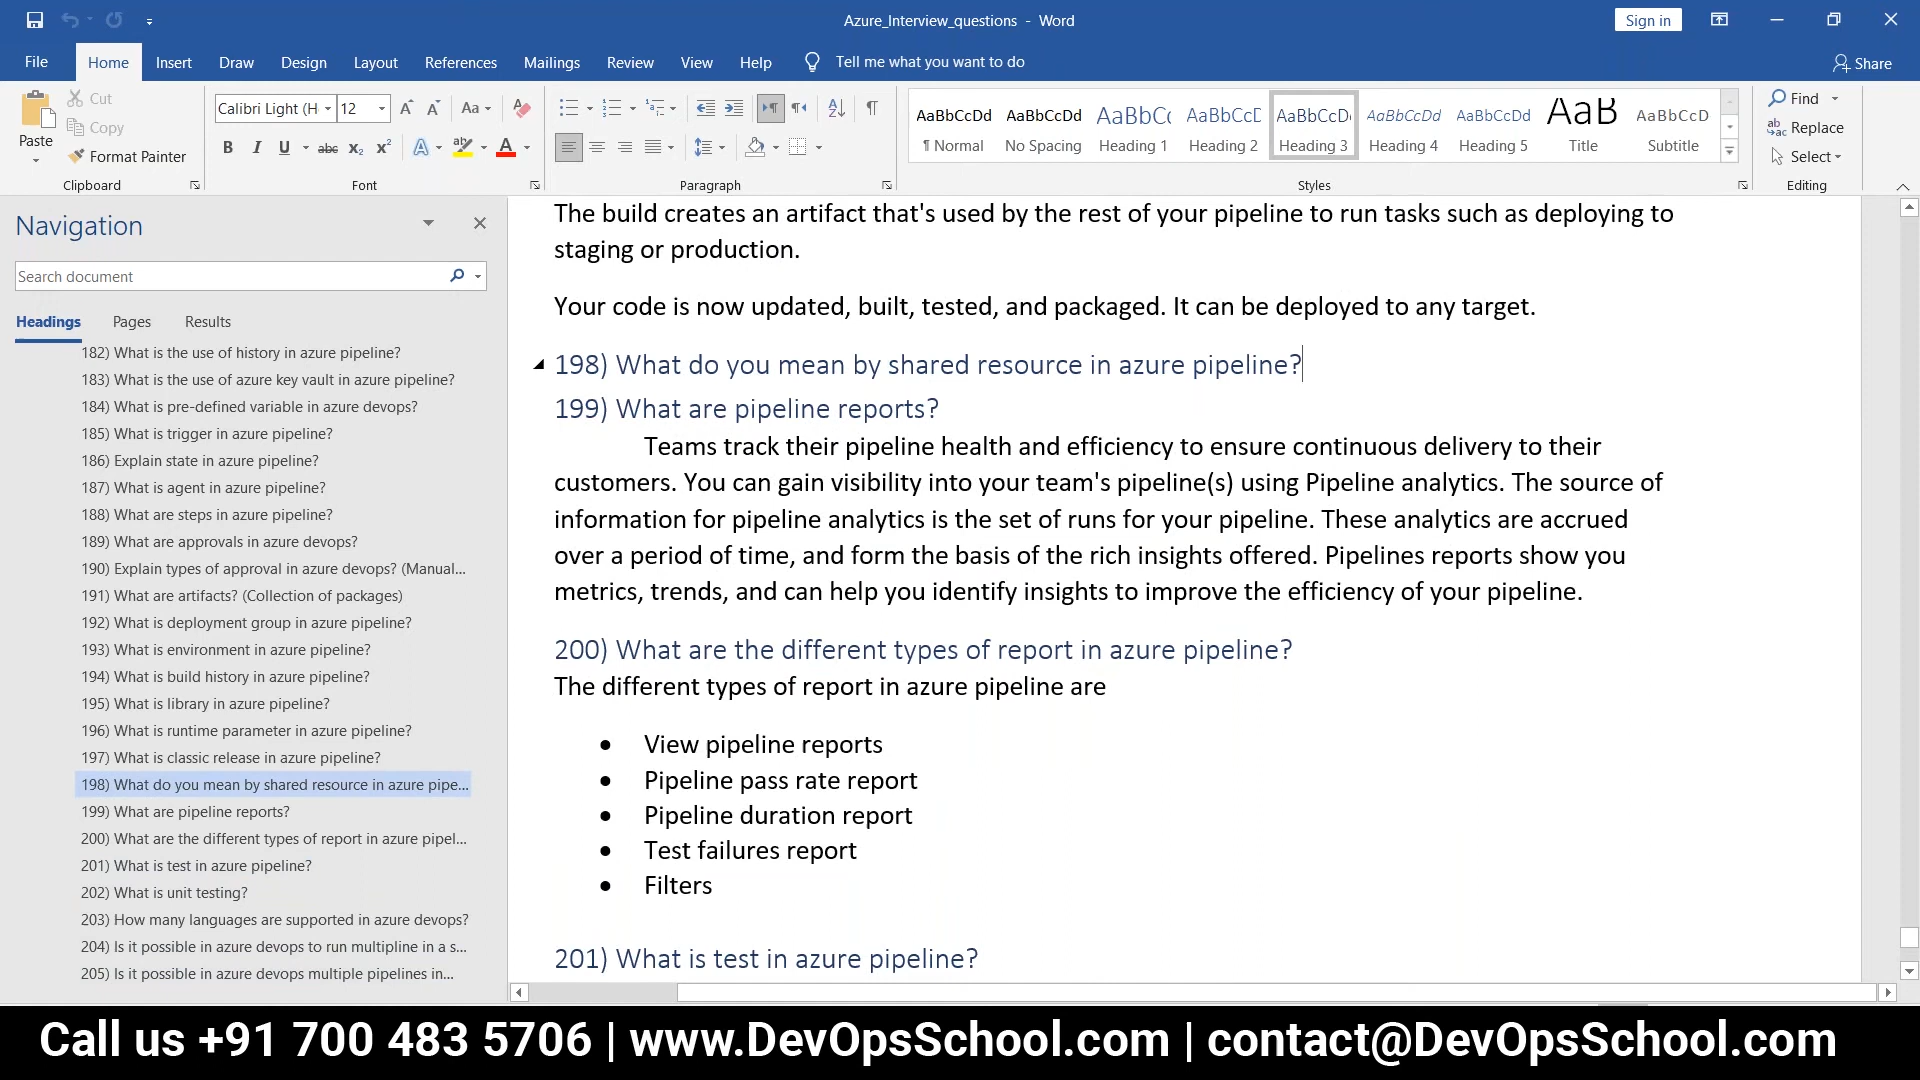 Azure_Interview_questions - Word
Sign in
File Home Insert Draw Design Layout References Mailings Review View Help Tell me what you want to do
Share
Paste
Cut
Copy
Format Painter
Clipboard
Calibri Light (H 12
Font
Paragraph
AaBbCcDd AaBbCcDd AaBbCc AaBbCcD AaBbCcD AaBbCcDd AaBbCcDd AaB AaBbCcD
¶ Normal No Spacing Heading 1 Heading 2 Heading 3 Heading 4 Heading 5 Title Subtitle
Styles
Find
Replace
Select
Editing
Navigation
Search document
Headings Pages Results
182) What is the use of history in azure pipeline?
183) What is the use of azure key vault in azure pipeline?
184) What is pre-defined variable in azure devops?
185) What is trigger in azure pipeline?
186) Explain state in azure pipeline?
187) What is agent in azure pipeline?
188) What are steps in azure pipeline?
189) What are approvals in azure devops?
190) Explain types of approval in azure devops? (Manual...
191) What are artifacts? (Collection of packages)
192) What is deployment group in azure pipeline?
193) What is environment in azure pipeline?
194) What is build history in azure pipeline?
195) What is library in azure pipeline?
196) What is runtime parameter in azure pipeline?
197) What is classic release in azure pipeline?
198) What do you mean by shared resource in azure pipe...
199) What are pipeline reports?
200) What are the different types of report in azure pipel...
201) What is test in azure pipeline?
202) What is unit testing?
203) How many languages are supported in azure devops?
204) Is it possible in azure devops to run multipline in a s...
205) Is it possible in azure devops multiple pipelines in...
The build creates an artifact that's used by the rest of your pipeline to run tasks such as deploying to
staging or production.
Your code is now updated, built, tested, and packaged. It can be deployed to any target.
198) What do you mean by shared resource in azure pipeline?
199) What are pipeline reports?
Teams track their pipeline health and efficiency to ensure continuous delivery to their
customers. You can gain visibility into your team's pipeline(s) using Pipeline analytics. The source of
information for pipeline analytics is the set of runs for your pipeline. These analytics are accrued
over a period of time, and form the basis of the rich insights offered. Pipelines reports show you
metrics, trends, and can help you identify insights to improve the efficiency of your pipeline.
200) What are the different types of report in azure pipeline?
The different types of report in azure pipeline are
• View pipeline reports
• Pipeline pass rate report
• Pipeline duration report
• Test failures report
• Filters
201) What is test in azure pipeline?
Call us +91 700 483 5706 | www.DevOpsSchool.com | contact@DevOpsSchool.com